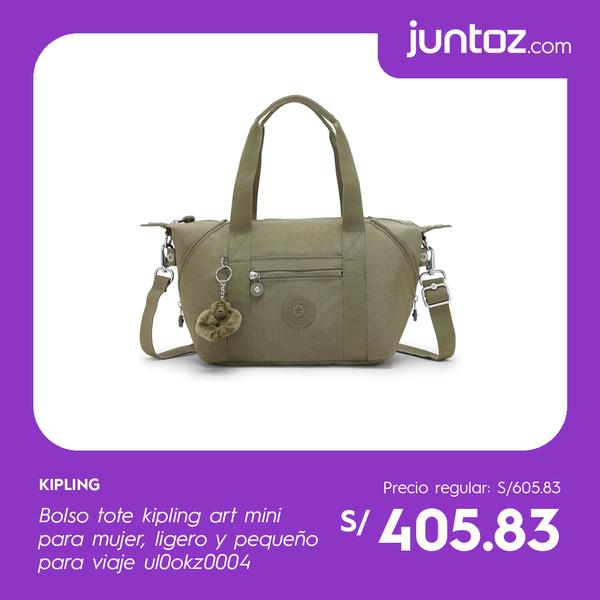 juntoz.com
KIPLING
Bolso tote kipling art mini
para mujer, ligero y pequeño
para viaje ul0okz0004
Precio regular: S/605.83
S/ 405.83